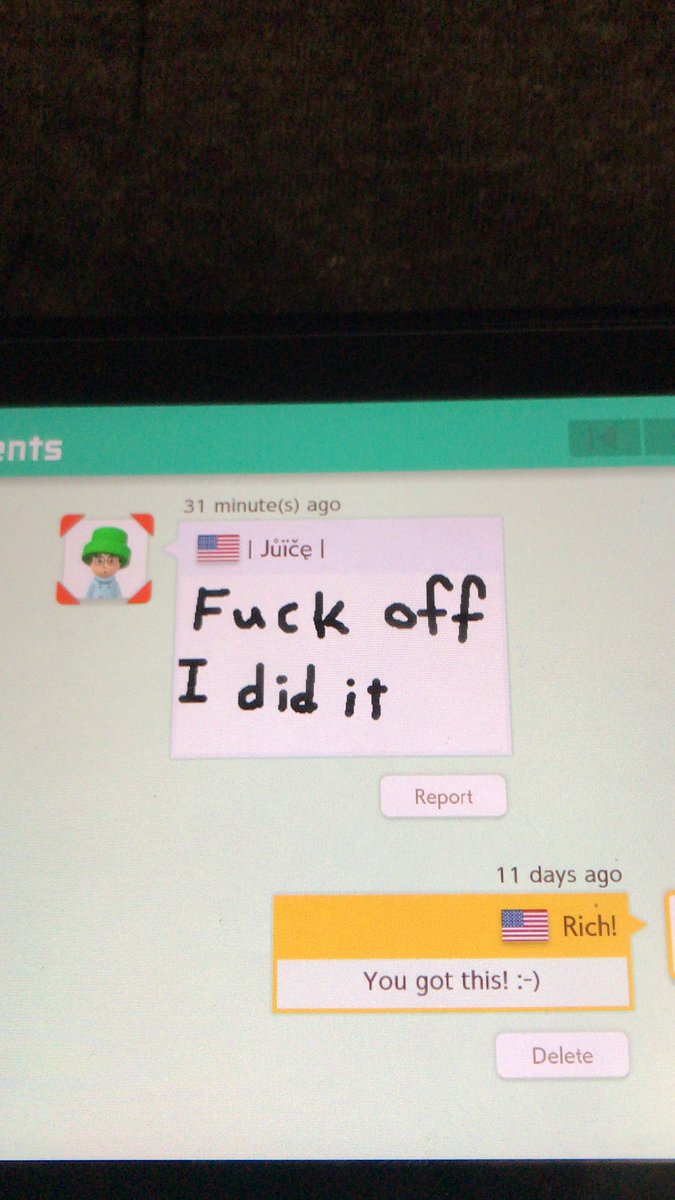 ents
31 minute(s) ago
| Jůïčę |
Fuck off
I did it
Report
11 days ago
Rich!
You got this! :-)
Delete